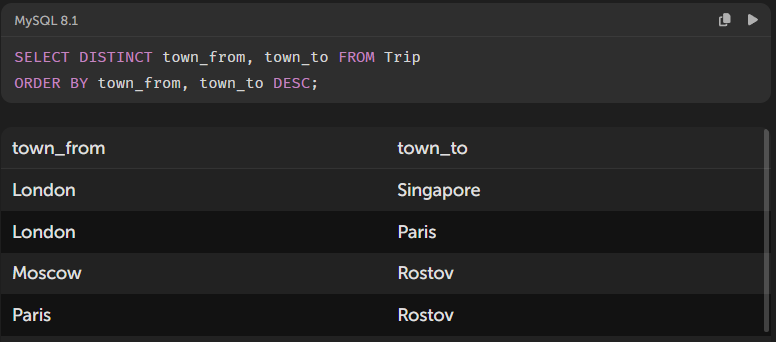 MySQL 8.1
SELECT DISTINCT town_from, town_to FROM Trip
ORDER BY town_from, town_to DESC;
town_from town_to
London Singapore
London Paris
Moscow Rostov
Paris Rostov